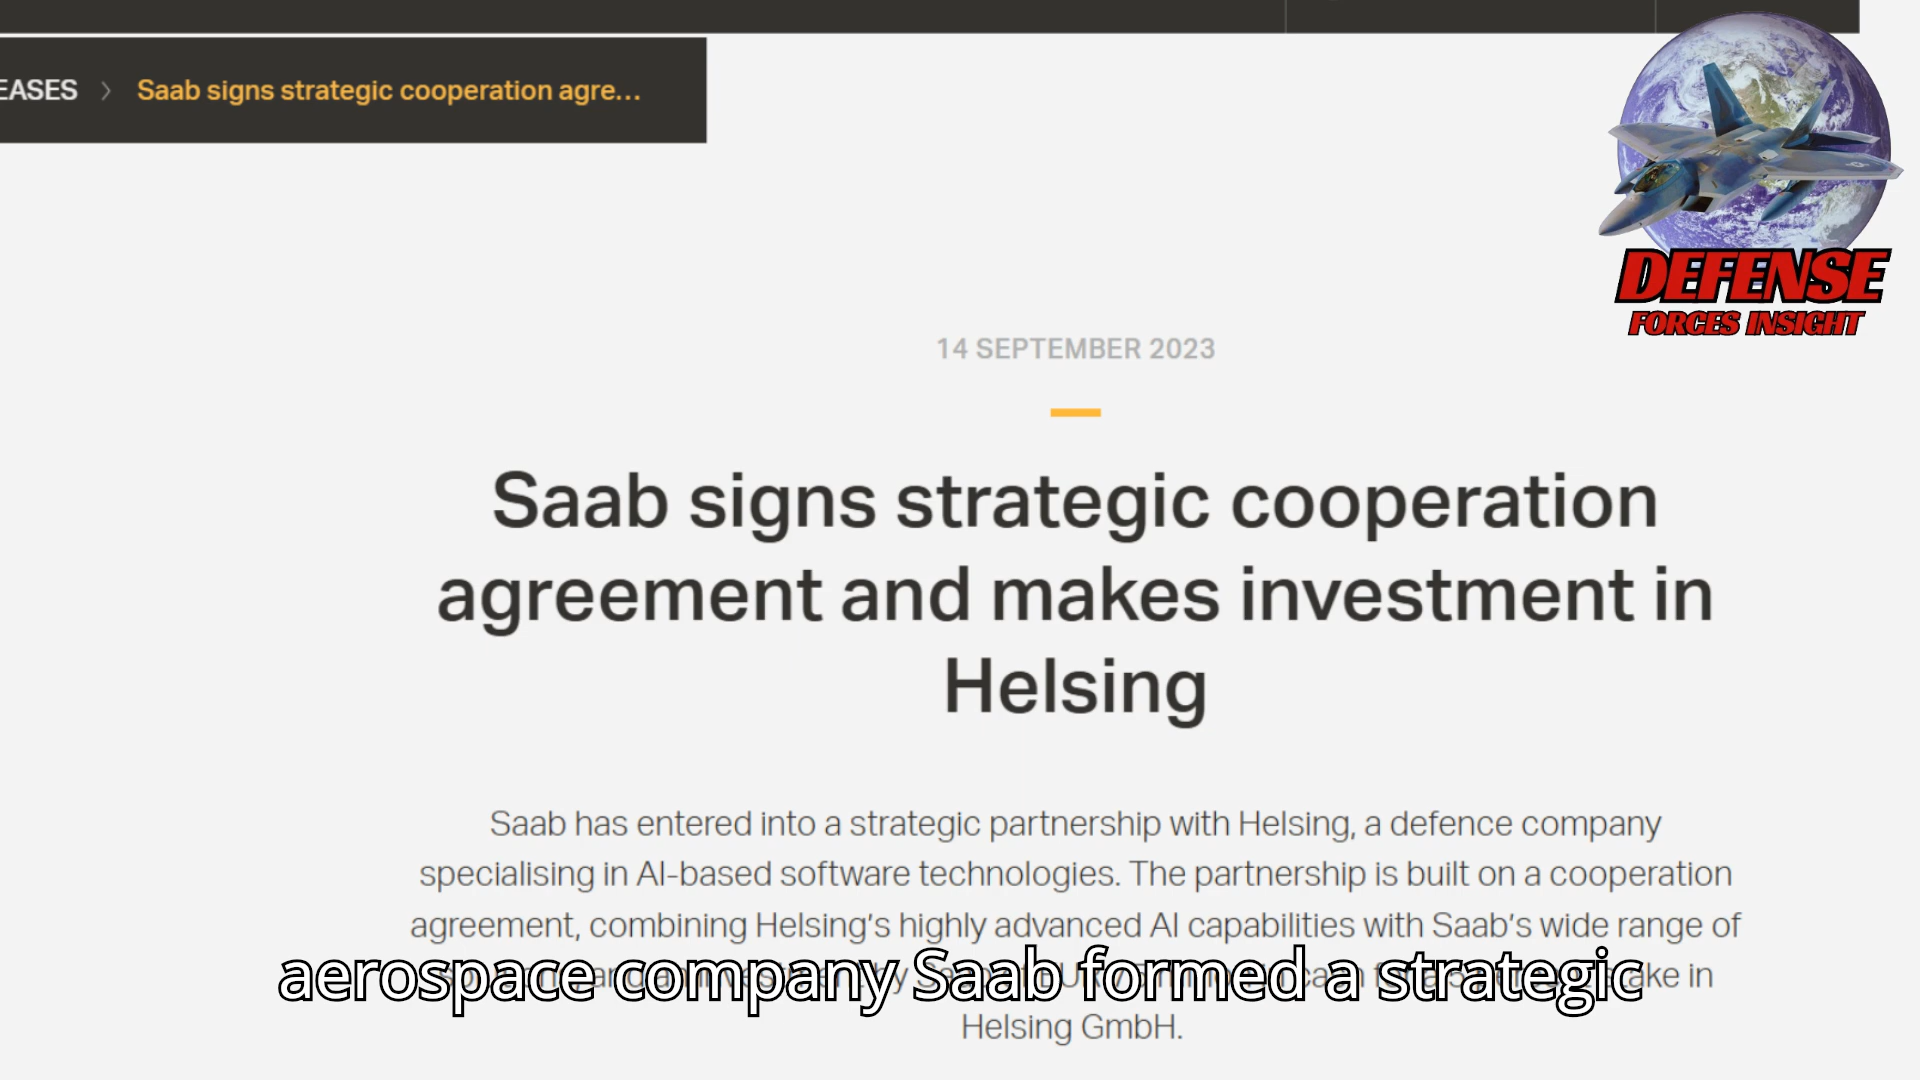 EASES > Saab signs strategic cooperation agre...
DEFENSE
FORCES INSIGHT
14 SEPTEMBER 2023
Saab signs strategic cooperation
agreement and makes investment in
Helsing
Saab has entered into a strategic partnership with Helsing, a defence company
specialising in AI-based software technologies. The partnership is built on a cooperation
agreement, combining Helsing's highly advanced AI capabilities with Saab's wide range of
in
Helsing GmbH.
aerospace company Saab formed a strategic